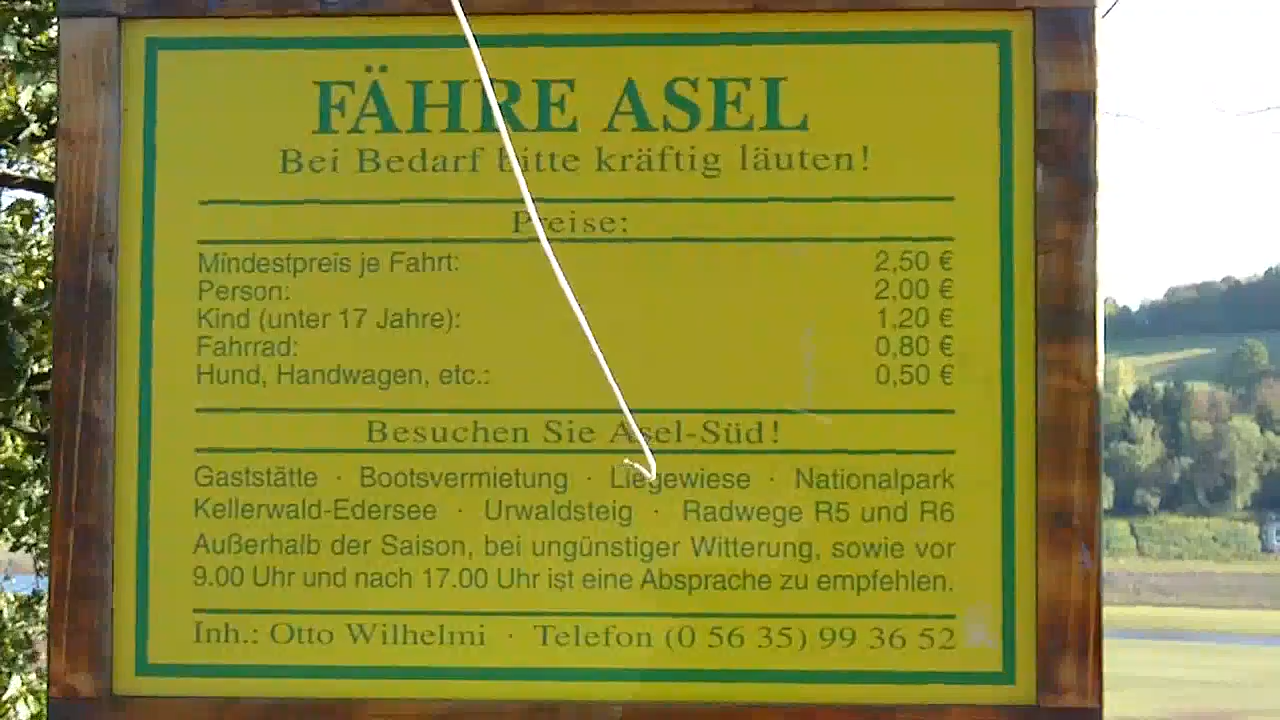 FÄHRE ASEL
Bei Bedarf bitte kräftig läuten!
Preise:
Mindestpreis je Fahrt: 2,50 €
Person: 2,00 €
Kind (unter 17 Jahre): 1,20 €
Fahrrad: 0,80 €
Hund, Handwagen, etc.: 0,50 €
Besuchen Sie Asel-Süd!
Gaststätte · Bootsvermietung · Liegewiese · Nationalpark
Kellerwald-Edersee · Urwaldsteig · Radwege R5 und R6
Außerhalb der Saison, bei ungünstiger Witterung, sowie vor
9.00 Uhr und nach 17.00 Uhr ist eine Absprache zu empfehlen.
Inh.: Otto Wilhelmi · Telefon (0 56 35) 99 36 52